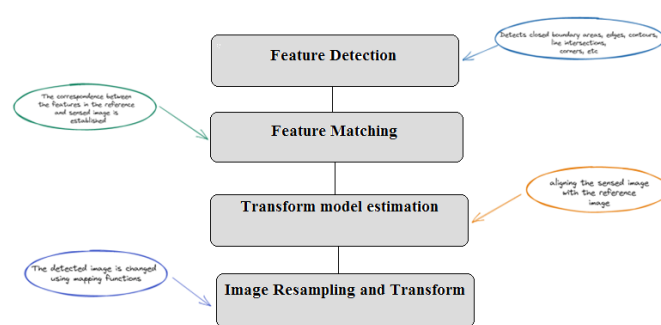 Feature Detection
Detects closed boundary areas, edges, contours,
line intersections,
corners, etc
The correspondence between
the features in the reference
and sensed image is
established
Feature Matching
Transform model estimation
aligning the sensed image
with the reference
image
The detected image is changed
using mapping functions
Image Resampling and Transform